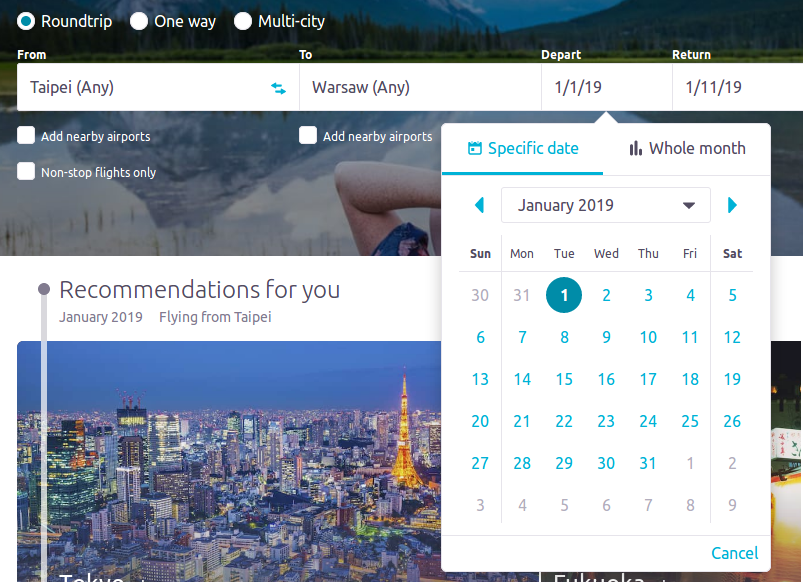 Roundtrip One way Multi-city
From To Depart Return
Taipei (Any) Warsaw (Any) 1/1/19 1/11/19
Add nearby airports Add nearby airports
Non-stop flights only
Specific date Whole month
January 2019
Sun Mon Tue Wed Thu Fri Sat
30 31 1 2 3 4 5
6 7 8 9 10 11 12
13 14 15 16 17 18 19
20 21 22 23 24 25 26
27 28 29 30 31 1 2
3 4 5 6 7 8 9
Cancel
Recommendations for you
January 2019 Flying from Taipei
Tokyo
Fukuoka